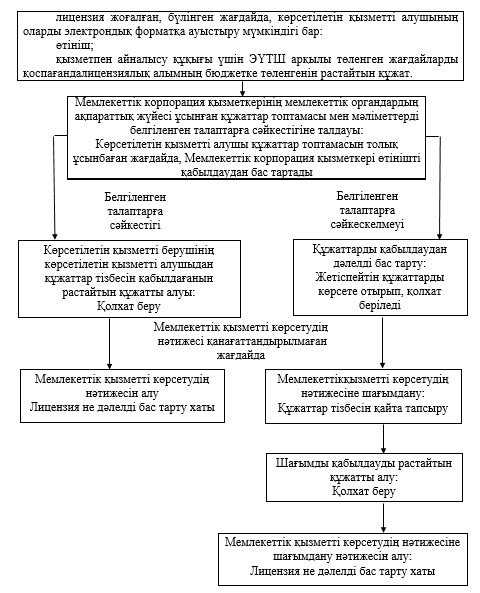 лицензия жоғалған, бүлінген жағдайда, көрсетілетін қызметті алушының
оларды электрондық форматқа ауыстыру мүмкіндігі бар:
өтініш;
қызметпен айналысу құқығы үшін ЭҮТШ арқылы төленген жағдайларды
қоспағандалицензиялық алымның бюджетке төленгенін растайтын құжат.
Мемлекеттік корпорация қызметкерінің мемлекеттік органдардың
ақпараттық жүйесі ұсынған құжаттар топтамасы мен мәліметтерді
белгіленген талаптарға сәйкестігіне талдауы:
Көрсетілетін қызметті алушы құжаттар топтамасын толық
ұсынбаған жағдайда, Мемлекеттік корпорация қызметкері өтінішті
қабылдаудан бас тартады
Белгіленген
талаптарға
сәйкестігі
Белгіленген
талаптарға
сәйкескелмеуі
Көрсетілетін қызметті берушінің
көрсетілетін қызметті алушыдан
құжаттар тізбесін қабылдағанын
растайтын құжатты алуы:
Қолхат беру
Құжаттарды қабылдаудан
дәлелді бас тарту:
Жетіспейтін құжаттарды
көрсете отырып, қолхат
беріледі
Мемлекеттік қызметті көрсетудің
нәтижесі қанағаттандырылмаған
жағдайда
Мемлекеттік қызметті көрсетудің
нәтижесін алу
Лицензия не дәлелді бас тарту хаты
Мемлекеттікқызметті көрсетудің
нәтижесіне шағымдану:
Құжаттар тізбесін қайта тапсыру
Шағымды қабылдауды растайтын
құжатты алу:
Қолхат беру
Мемлекеттік қызметті көрсетудің нәтижесіне
шағымдану нәтижесін алу:
Лицензия не дәлелді бас тарту хаты